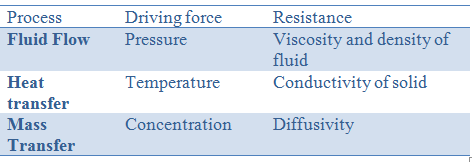 Process Driving force Resistance
Fluid Flow Pressure Viscosity and density of
fluid
Heat Temperature Conductivity of solid
transfer
Mass Concentration Diffusivity
Transfer